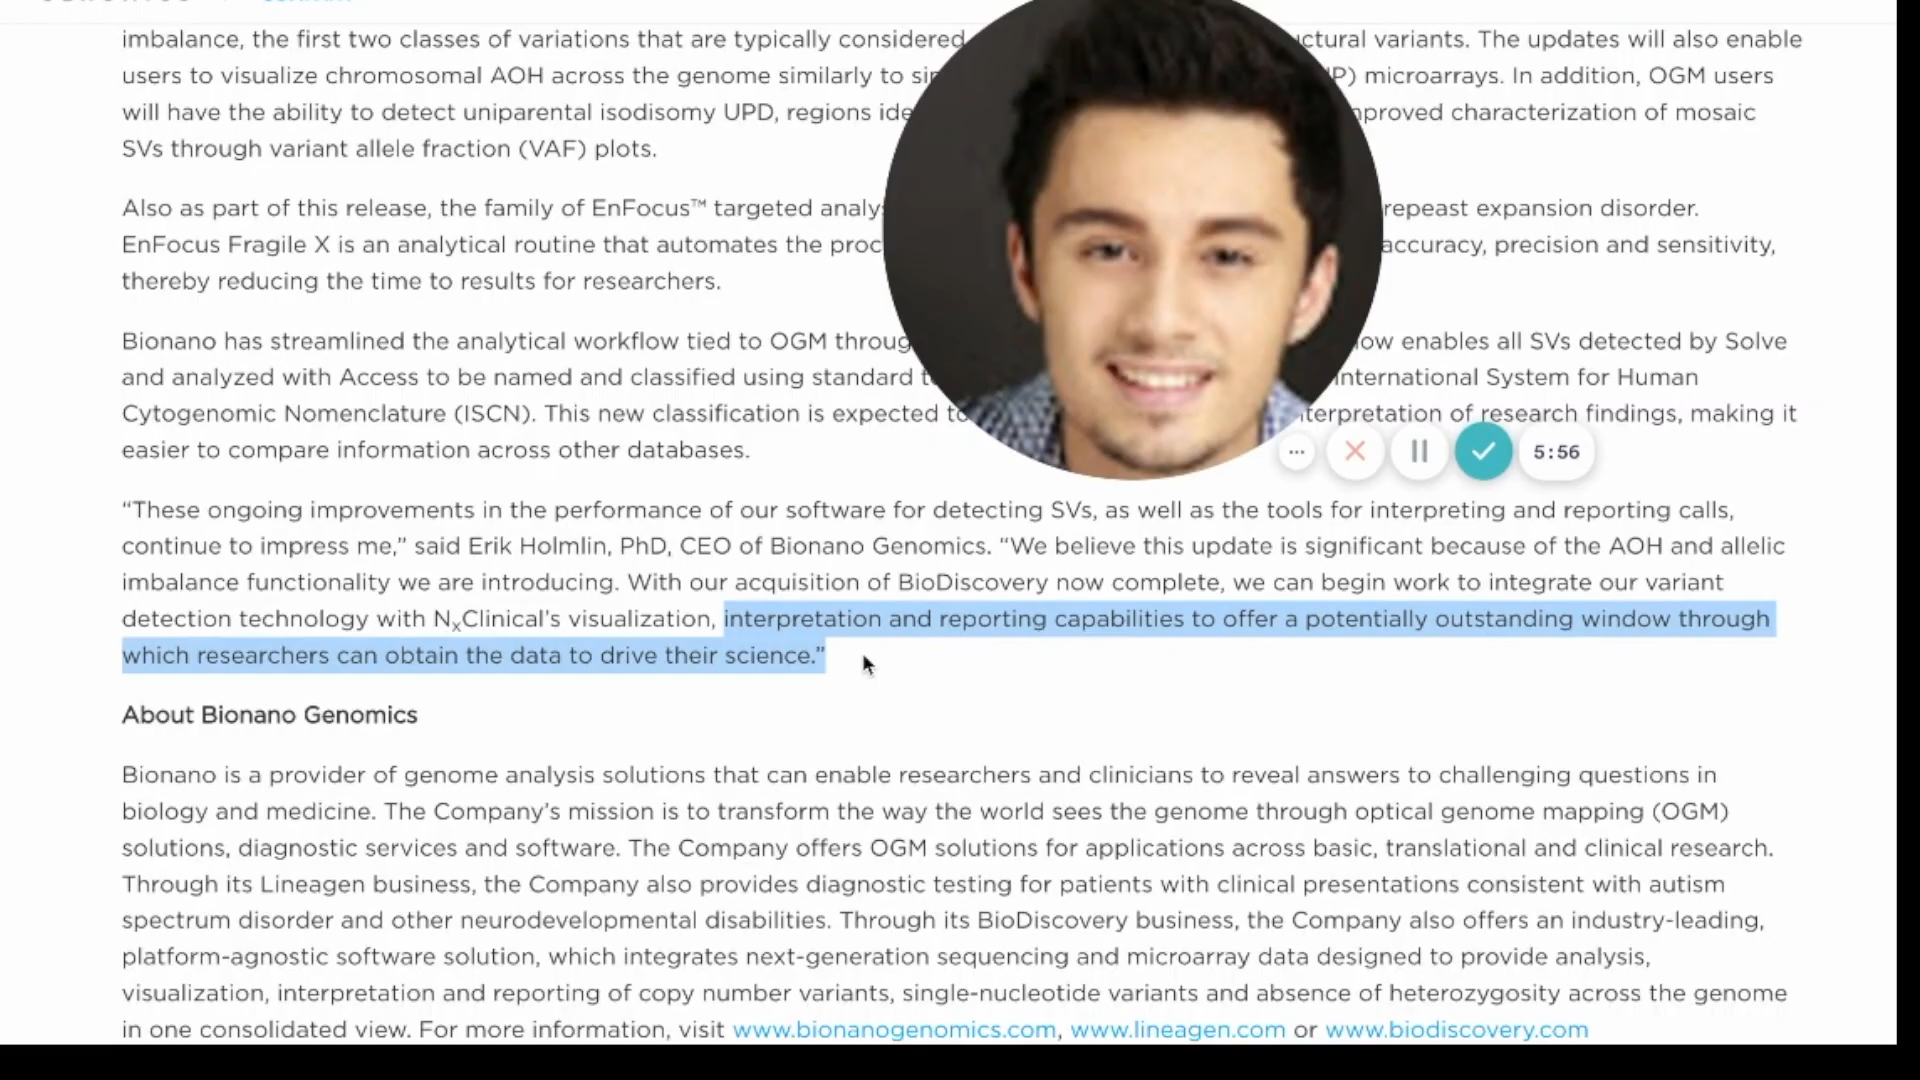 imbalance, the first two classes of variations that are typically considered ctural variants. The updates will also enable
users to visualize chromosomal AOH across the genome similarly to P) microarrays. In addition, OGM users
will have the ability to detect uniparental isodisomy UPD, regions proved characterization of mosaic
SVs through variant allele fraction (VAF) plots.
Also as part of this release, the family of EnFocus™ targeted repeast expansion disorder.
EnFocus Fragile X is an analytical routine that automates the accuracy, precision and sensitivity,
thereby reducing the time to results for researchers.
Bionano has streamlined the analytical workflow tied to OGM enables all SVs detected by Solve
and analyzed with Access to be named and classified using standard International System for Human
Cytogenomic Nomenclature (ISCN). This new classification is expected terpretation of research findings, making it
easier to compare information across other databases.
5:56
“These ongoing improvements in the performance of our software for detecting SVs, as well as the tools for interpreting and reporting calls,
continue to impress me,” said Erik Holmlin, PhD, CEO of Bionano Genomics. “We believe this update is significant because of the AOH and allelic
imbalance functionality we are introducing. With our acquisition of BioDiscovery now complete, we can begin work to integrate our variant
detection technology with NxClinical’s visualization, interpretation and reporting capabilities to offer a potentially outstanding window through
which researchers can obtain the data to drive their science.”
About Bionano Genomics
Bionano is a provider of genome analysis solutions that can enable researchers and clinicians to reveal answers to challenging questions in
biology and medicine. The Company’s mission is to transform the way the world sees the genome through optical genome mapping (OGM)
solutions, diagnostic services and software. The Company offers OGM solutions for applications across basic, translational and clinical research.
Through its Lineagen business, the Company also provides diagnostic testing for patients with clinical presentations consistent with autism
spectrum disorder and other neurodevelopmental disabilities. Through its BioDiscovery business, the Company also offers an industry-leading,
platform-agnostic software solution, which integrates next-generation sequencing and microarray data designed to provide analysis,
visualization, interpretation and reporting of copy number variants, single-nucleotide variants and absence of heterozygosity across the genome
in one consolidated view. For more information, visit www.bionanogenomics.com, www.lineagen.com or www.biodiscovery.com